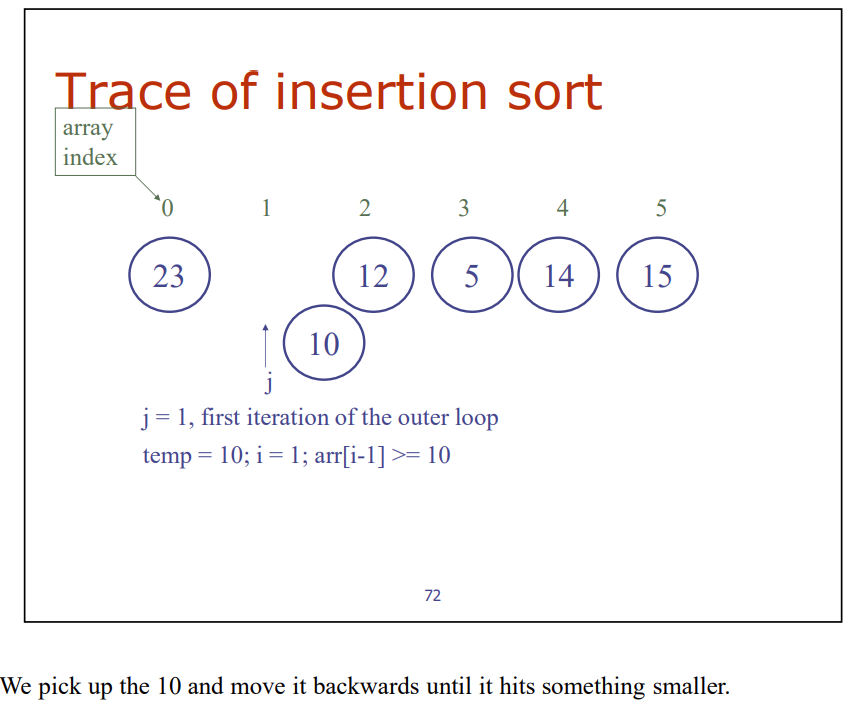 Trace of insertion sort
array
index
0 1 2 3 4 5
23 12 5 14 15
10
j
j = 1, first iteration of the outer loop
temp = 10; i = 1; arr[i-1] >= 10
72
We pick up the 10 and move it backwards until it hits something smaller.